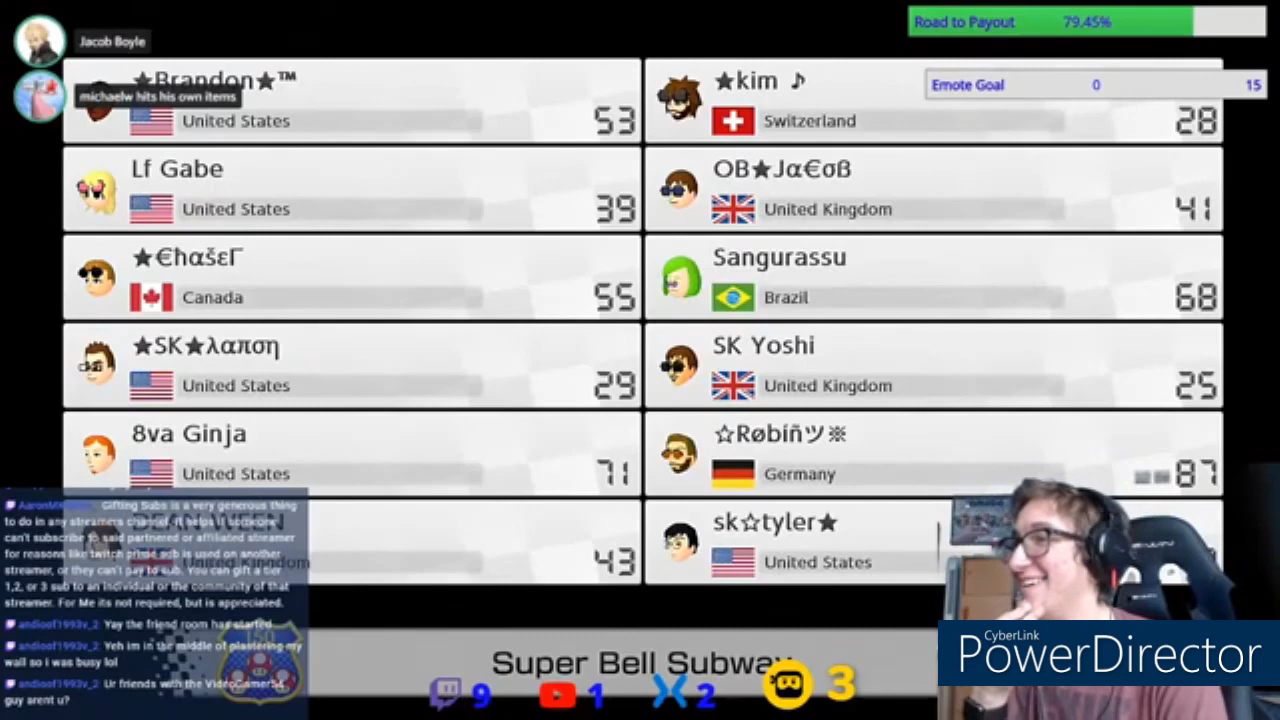 Jacob Boyle
michaelw hits his own items
Road to Payout 79.45%
Emote Goal 0 15
★Brandon★™
United States 53
★kim ♪
Switzerland 28
Lf Gabe
United States 39
OB★Jα€σß
United Kingdom 41
★€ħαšεΓ
Canada 55
Sangurassu
Brazil 68
★SK★λαπση
United States 29
SK Yoshi
United Kingdom 25
8va Ginja
United States 71
☆Røbíñツ※
Germany 87
United Kingdom 43
sk☆tyler★
United States
Gifting Subs is a very generous thing
to do in any streamers channel. It helps if someone
can't subscribe to said partnered or affiliated streamer
for reasons like twitch prime sub is used on another
streamer, or they can't pay to sub. You can gift a tier
1,2, or 3 sub to an individual or the community of that
streamer. For Me its not required, but is appreciated.
andioof1993v_2 Yay the friend room has started
andioof1993v_2 Yeh im in the middle of plastering my
wall so i was busy lol
andioof1993v_2 Ur friends with the VideoGamer54
guy arent u?
150
Super Bell Subway
9 1 2 3
CyberLink
PowerDirector